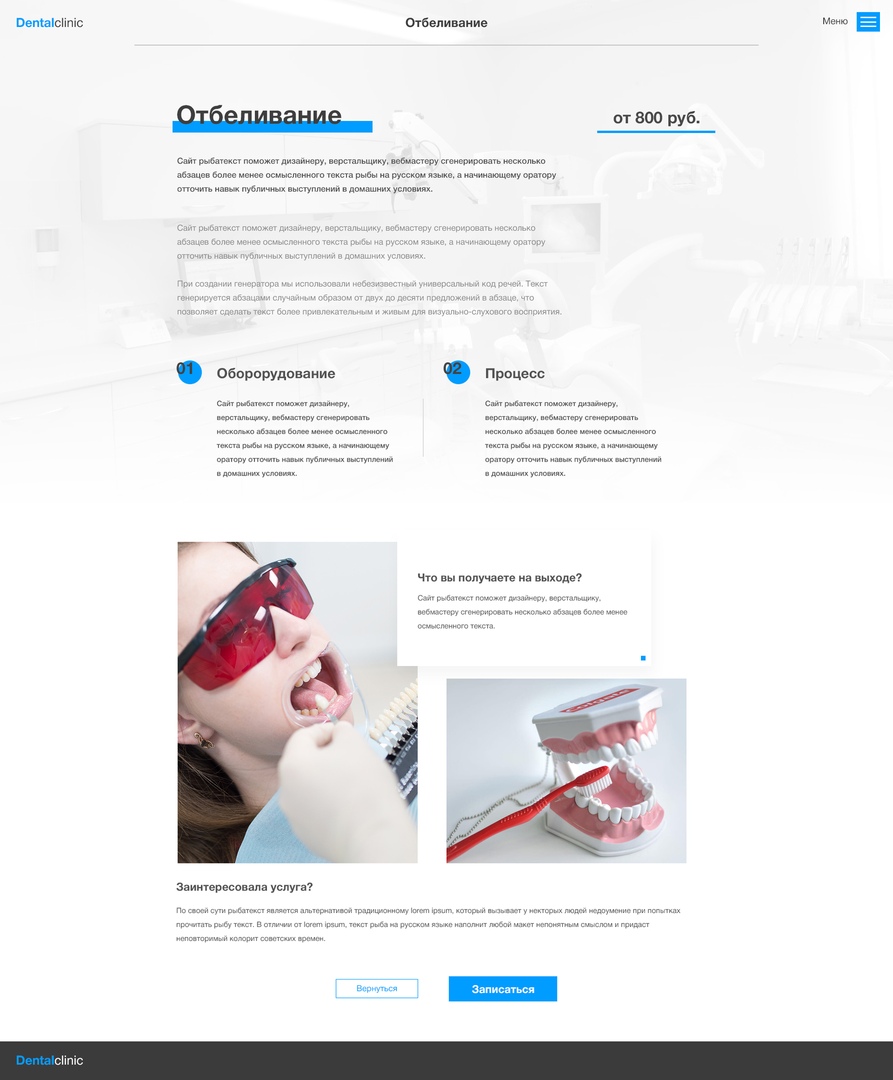 Dentalclinic
Отбеливание
Меню
Отбеливание
от 800 руб.
Сайт рыбатекст поможет дизайнеру, верстальщику, вебмастеру сгенерировать несколько
абзацев более менее осмысленного текста рыбы на русском языке, а начинающему оратору
отточить навык публичных выступлений в домашних условиях.
Сайт рыбатекст поможет дизайнеру, верстальщику, вебмастеру сгенерировать несколько
абзацев более менее осмысленного текста рыбы на русском языке, а начинающему оратору
отточить навык публичных выступлений в домашних условиях.
При создании генератора мы использовали небезизвестный универсальный код речей. Текст
генерируется абзацами случайным образом от двух до десяти предложений в абзаце, что
позволяет сделать текст более привлекательным и живым для визуально-слухового восприятия.
01
Оборорудование
Сайт рыбатекст поможет дизайнеру,
верстальщику, вебмастеру сгенерировать
несколько абзацев более менее осмысленного
текста рыбы на русском языке, а начинающему
оратору отточить навык публичных выступлений
в домашних условиях.
02
Процесс
Сайт рыбатекст поможет дизайнеру,
верстальщику, вебмастеру сгенерировать
несколько абзацев более менее осмысленного
текста рыбы на русском языке, а начинающему
оратору отточить навык публичных выступлений
в домашних условиях.
Что вы получаете на выходе?
Сайт рыбатекст поможет дизайнеру, верстальщику,
вебмастеру сгенерировать несколько абзацев более менее
осмысленного текста.
Colgate
Заинтересовала услуга?
По своей сути рыбатекст является альтернативой традиционному lorem ipsum, который вызывает у некторых людей недоумение при попытках
прочитать рыбу текст. В отличии от lorem ipsum, текст рыба на русском языке наполнит любой макет непонятным смыслом и придаст
неповторимый колорит советских времен.
Вернуться
Записаться
Dentalclinic